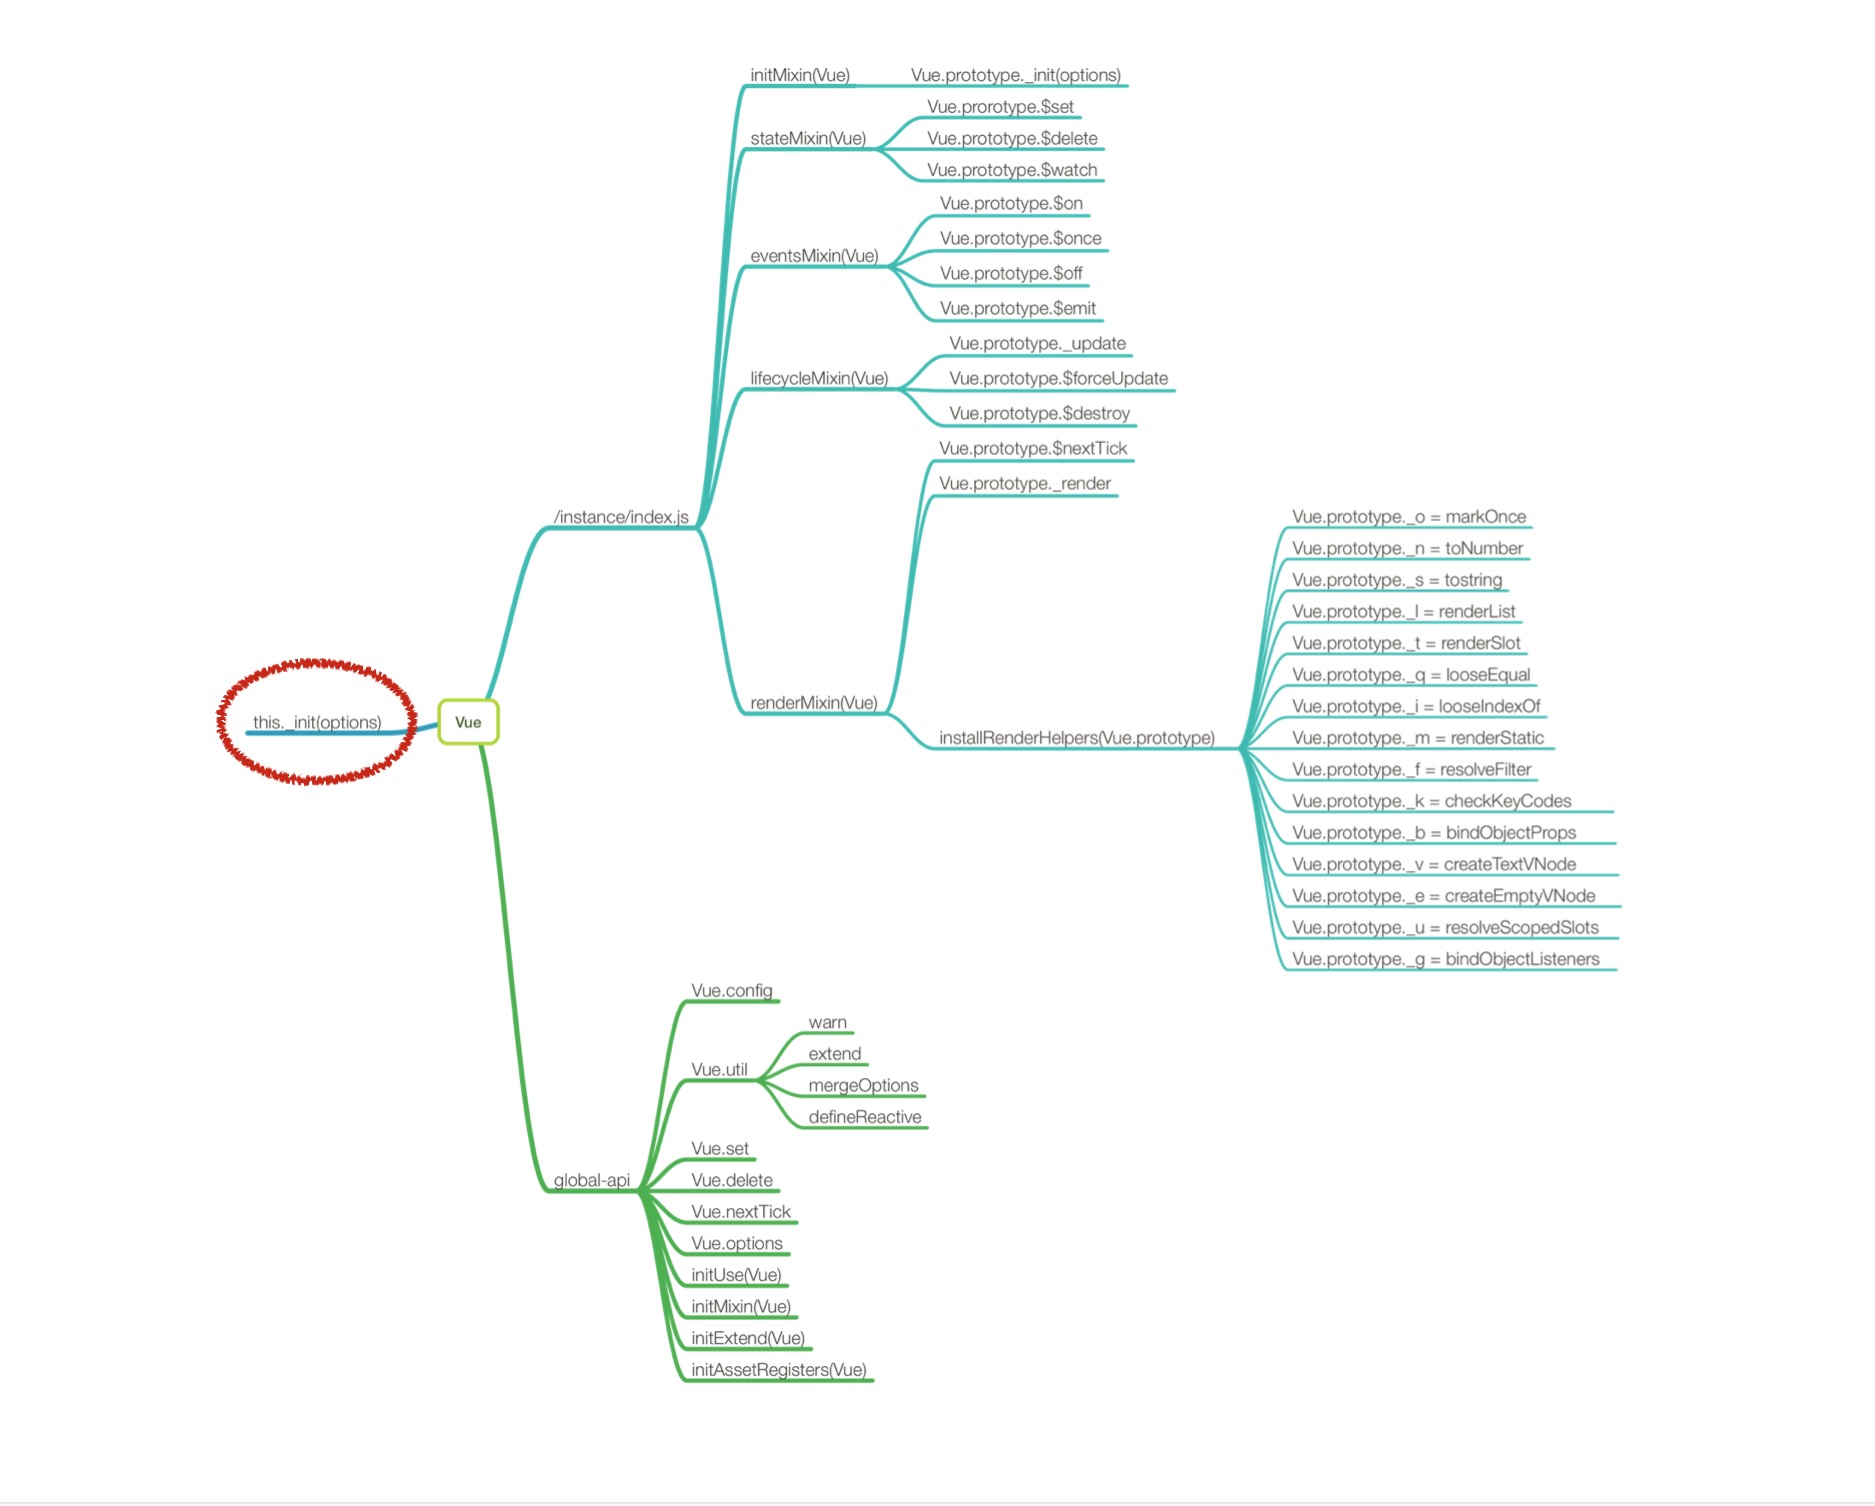 initMixin(Vue)
Vue.prototype._init(options)
stateMixin(Vue)
Vue.prorotype.$set
Vue.prototype.$delete
Vue.prototype.$watch
eventsMixin(Vue)
Vue.prototype.$on
Vue.prototype.$once
Vue.prototype.$off
Vue.prototype.$emit
lifecycleMixin(Vue)
Vue.prototype._update
Vue.prototype.$forceUpdate
Vue.prototype.$destroy
Vue.prototype.$nextTick
Vue.prototype._render
/instance/index.js
renderMixin(Vue)
installRenderHelpers(Vue.prototype)
Vue.prototype._o = markOnce
Vue.prototype._n = toNumber
Vue.prototype._s = tostring
Vue.prototype._l = renderList
Vue.prototype._t = renderSlot
Vue.prototype._q = looseEqual
Vue.prototype._i = looseIndexOf
Vue.prototype._m = renderStatic
Vue.prototype._f = resolveFilter
Vue.prototype._k = checkKeyCodes
Vue.prototype._b = bindObjectProps
Vue.prototype._v = createTextVNode
Vue.prototype._e = createEmptyVNode
Vue.prototype._u = resolveScopedSlots
Vue.prototype._g = bindObjectListeners
this._init(options)
Vue
global-api
Vue.config
Vue.util
warn
extend
mergeOptions
defineReactive
Vue.set
Vue.delete
Vue.nextTick
Vue.options
initUse(Vue)
initMixin(Vue)
initExtend(Vue)
initAssetRegisters(Vue)